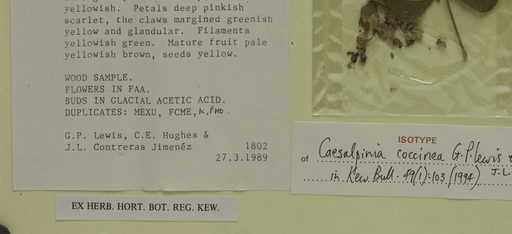 yellowish. Petals deep pinkish
scarlet, the claws margined greenish
yellow and glandular. Filaments
yellowish green. Mature fruit pale
yellowish brown, seeds yellow.
WOOD SAMPLE.
FLOWERS IN FAA.
BUDS IN GLACIAL ACETIC ACID.
DUPLICATES: MEXU, FCME, K, FHO.
G.P. Lewis, C.E. Hughes &
J.L. Contreras Jimenéz 1802
27.3.1989
EX HERB. HORT. BOT. REG. KEW.
ISOTYPE
of Caesalpinia coccinea G.P. Lewis
in Kew Bull. 49(1): 103 (1994) J.L.